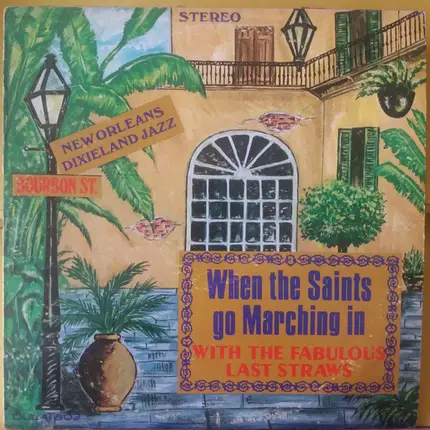 STEREO
NEW ORLEANS
DIXIELAND JAZZ
BOURBON ST.
When the Saints
go Marching in
WITH THE FABULOUS
LAST STRAWS